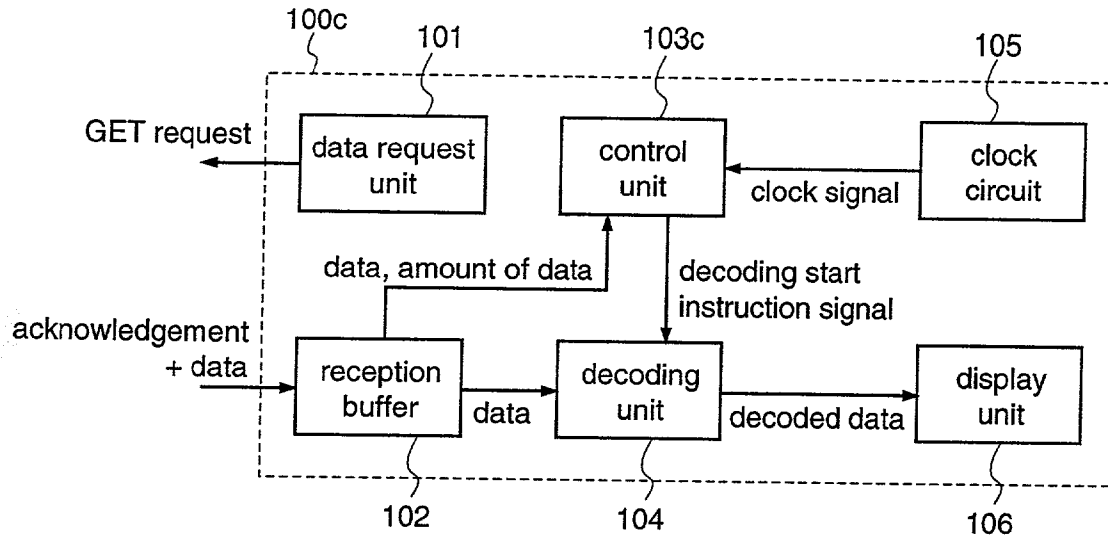 100c
101
103c
105
GET request
data request
unit
control
unit
clock signal
clock
circuit
data, amount of data
decoding start
instruction signal
acknowledgement
+ data
reception
buffer
data
decoding
unit
decoded data
display
unit
102
104
106